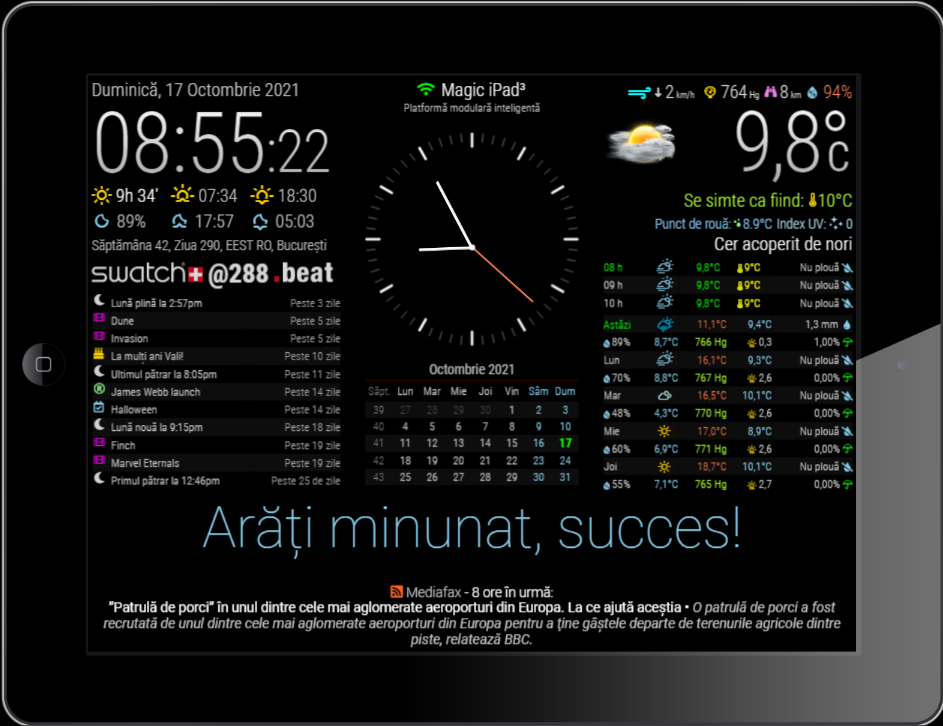 Duminică, 17 Octombrie 2021
08:55:22
9h 34' 07:34 18:30
89% 17:57 05:03
Săptămâna 42, Ziua 290, EEST RO, București
swatch @288.beat
Lună plină la 2:57pm Peste 3 zile
Dune Peste 5 zile
Invasion Peste 5 zile
La mulți ani Vali! Peste 10 zile
Ultimul pătrar la 8:05pm Peste 11 zile
James Webb launch Peste 14 zile
Halloween Peste 14 zile
Lună nouă la 9:15pm Peste 18 zile
Finch Peste 19 zile
Marvel Eternals Peste 19 zile
Primul pătrar la 12:46pm Peste 25 de zile
Magic iPad³
Platformă modulară inteligentă
Octombrie 2021
Săpt. Lun Mar Mie Joi Vin Sâm Dum
39 27 28 29 30 1 2 3
40 4 5 6 7 8 9 10
41 11 12 13 14 15 16 17
42 18 19 20 21 22 23 24
43 25 26 27 28 29 30 31
2 km/h 764 Hg 8 km 94%
9,8°C
Se simte ca fiind: 10°C
Punct de rouă: 8.9°C Index UV: 0
Cer acoperit de nori
08 h 9,8°C 9°C Nu plouă
09 h 9,8°C 9°C Nu plouă
10 h 9,8°C 9°C Nu plouă
Astăzi 11,1°C 9,4°C 1,3 mm
89% 8,7°C 766 Hg 0,3 1,00%
Lun 16,1°C 9,3°C Nu plouă
70% 8,8°C 767 Hg 2,6 0,00%
Mar 16,5°C 10,1°C Nu plouă
48% 4,3°C 770 Hg 2,6 0,00%
Mie 17,0°C 8,9°C Nu plouă
60% 6,9°C 771 Hg 2,6 0,00%
Joi 18,7°C 10,1°C Nu plouă
55% 7,1°C 765 Hg 2,7 0,00%
Arăți minunat, succes!
Mediafax - 8 ore în urmă:
"Patrulă de porci" în unul dintre cele mai aglomerate aeroporturi din Europa. La ce ajută aceștia • O patrulă de porci a fost
recrutată de unul dintre cele mai aglomerate aeroporturi din Europa pentru a ține gâștele departe de terenurile agricole dintre
piste, relatează BBC.